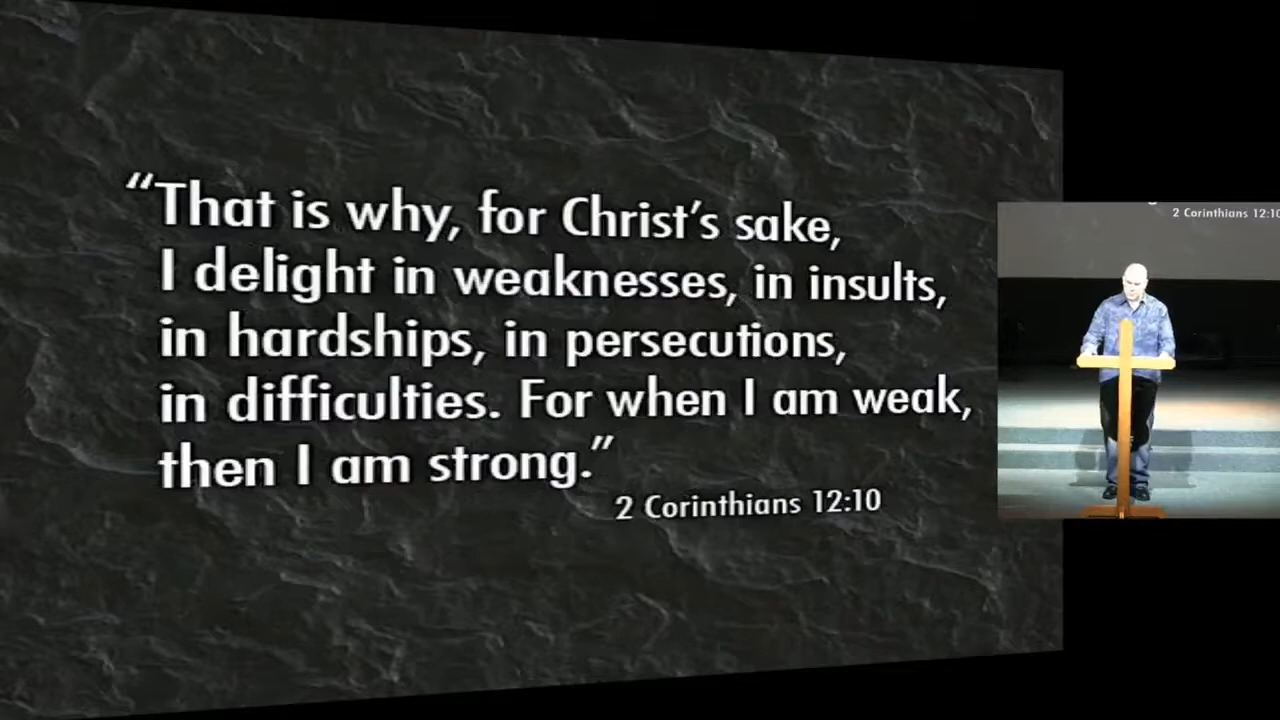 “That is why, for Christ’s sake,
I delight in weaknesses, in insults,
in hardships, in persecutions,
in difficulties. For when I am weak,
then I am strong.”
2 Corinthians 12:10
2 Corinthians 12:10